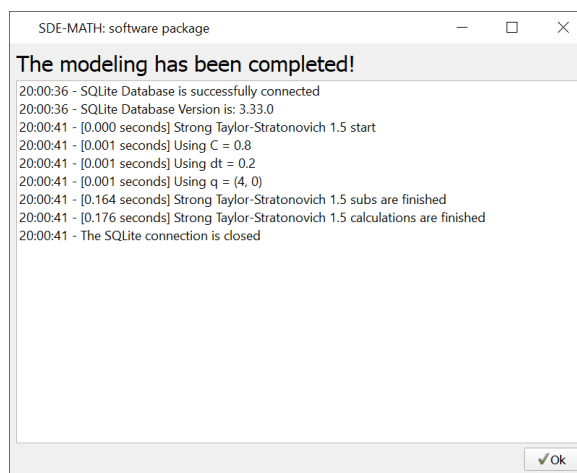 SDE-MATH: software package
The modeling has been completed!
20:00:36 - SQLite Database is successfully connected
20:00:36 - SQLite Database Version is: 3.33.0
20:00:41 - [0.000 seconds] Strong Taylor-Stratonovich 1.5 start
20:00:41 - [0.001 seconds] Using C = 0.8
20:00:41 - [0.001 seconds] Using dt = 0.2
20:00:41 - [0.001 seconds] Using q = (4, 0)
20:00:41 - [0.164 seconds] Strong Taylor-Stratonovich 1.5 subs are finished
20:00:41 - [0.176 seconds] Strong Taylor-Stratonovich 1.5 calculations are finished
20:00:41 - The SQLite connection is closed
Ok